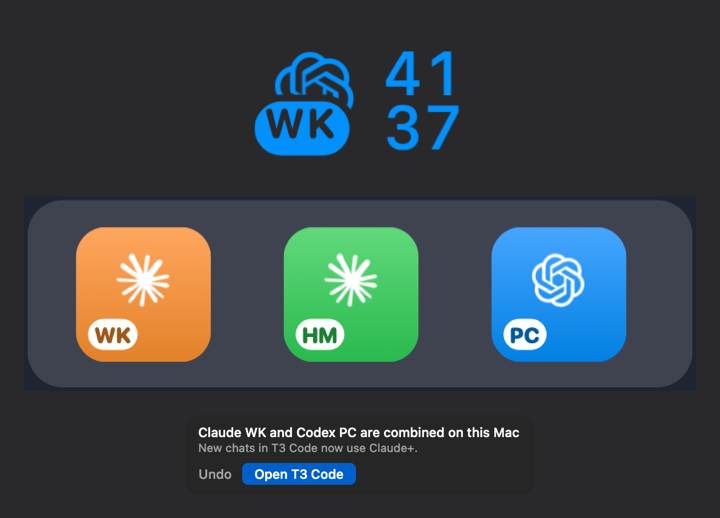 41
WK
37
WK
HM
PC
Claude WK and Codex PC are combined on this Mac
New chats in T3 Code now use Claude+.
Undo
Open T3 Code